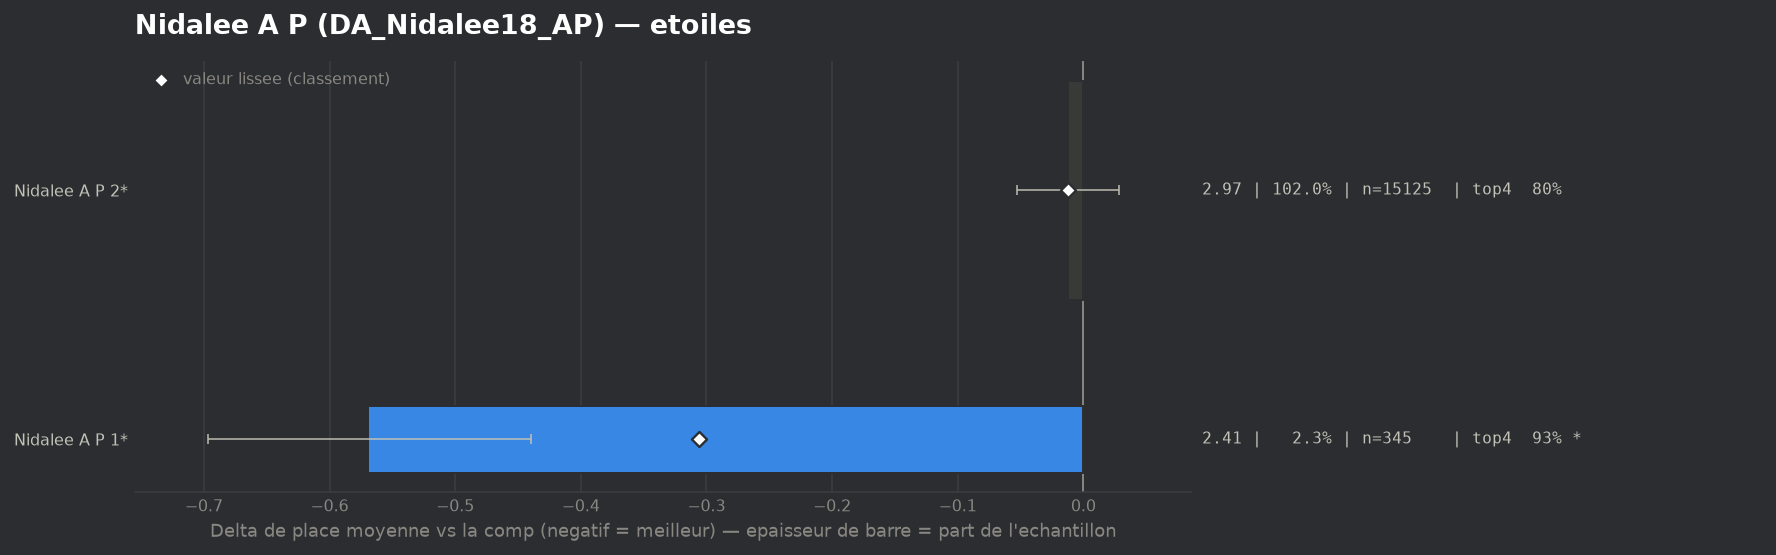 Nidalee A P (DA_Nidalee18_AP) — etoiles
valeur lissee (classement)
Nidalee A P 2*
2.97 | 102.0% | n=15125 | top4 80%
Nidalee A P 1*
2.41 | 2.3% | n=345 | top4 93% *
−0.7 −0.6 −0.5 −0.4 −0.3 −0.2 −0.1 0.0
Delta de place moyenne vs la comp (negatif = meilleur) — epaisseur de barre = part de l'echantillon